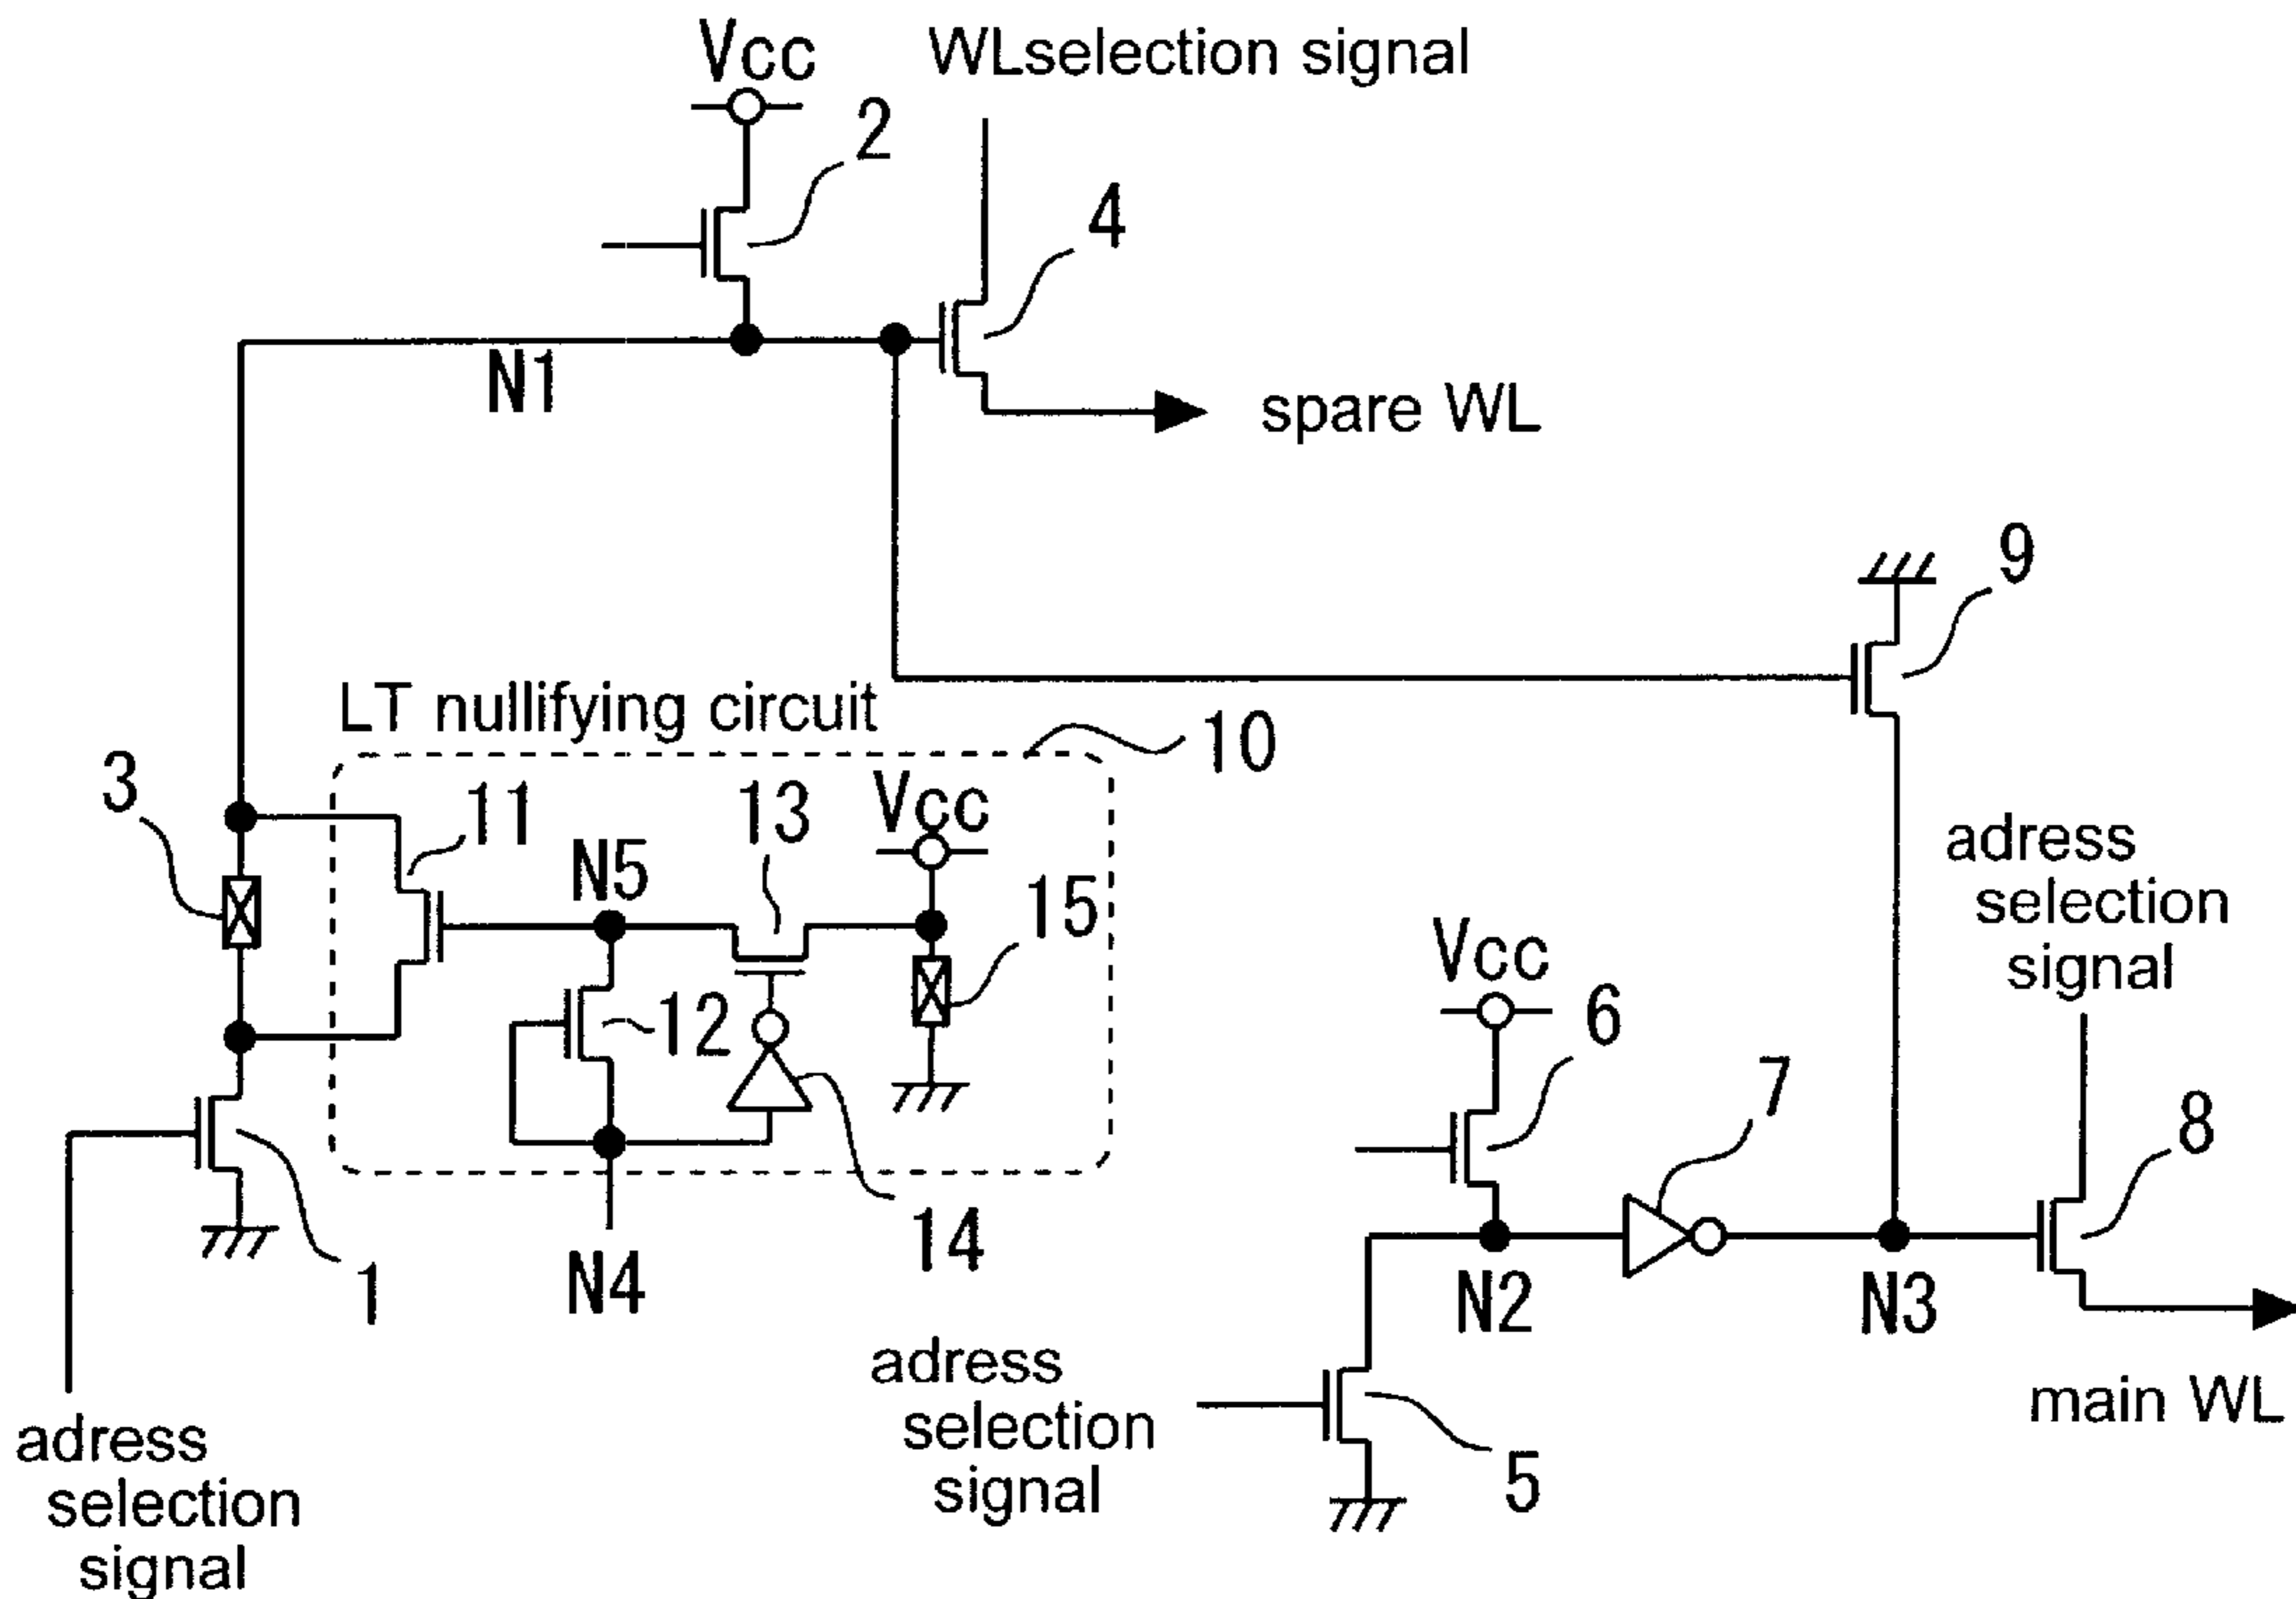 Vcc
WLselection signal
2
4
N1
spare WL
9
LT nullifying circuit
10
3
11
13
Vcc
N5
15
adress
selection
signal
12
Vcc
6
7
8
1
14
N4
N2
N3
adress
selection
signal
main WL
5
adress
selection
signal